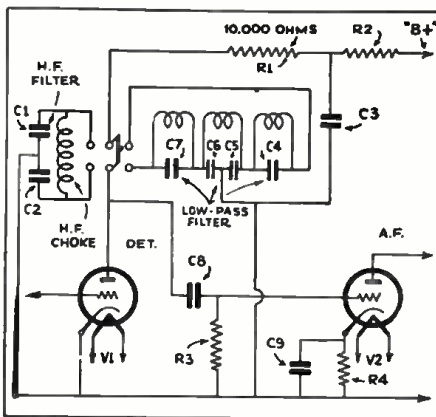 10,000 OHMS
R1
R2
"B+"
H.F.
FILTER
C1
C2
H.F.
CHOKE
C7
C6
C5
C4
C3
LOW-PASS
FILTER
DET.
A.F.
C8
V1
R3
C9
V2
R4